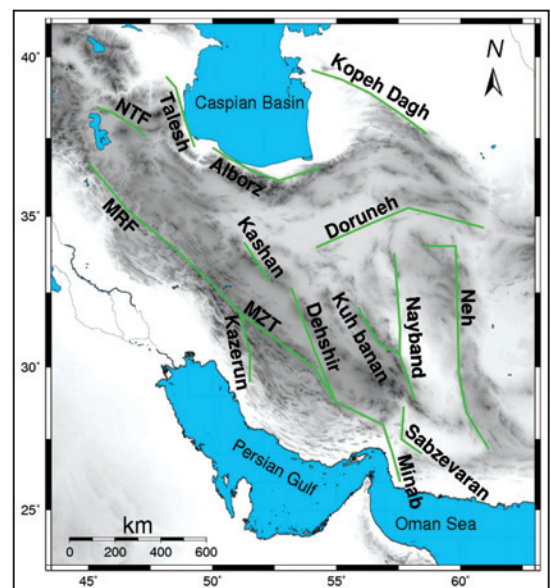 40°
N
Kopeh Dagh
Caspian Basin
Talesh
NTF
Alborz
35°
Doruneh
MRF
Kashan
MZT
Dehshir
Kuh banan
Nayband
Neh
Kazerun
30°
Sabzevaran
Minab
Persian Gulf
Oman Sea
25°
km
0 200 400 600
45° 50° 55° 60°